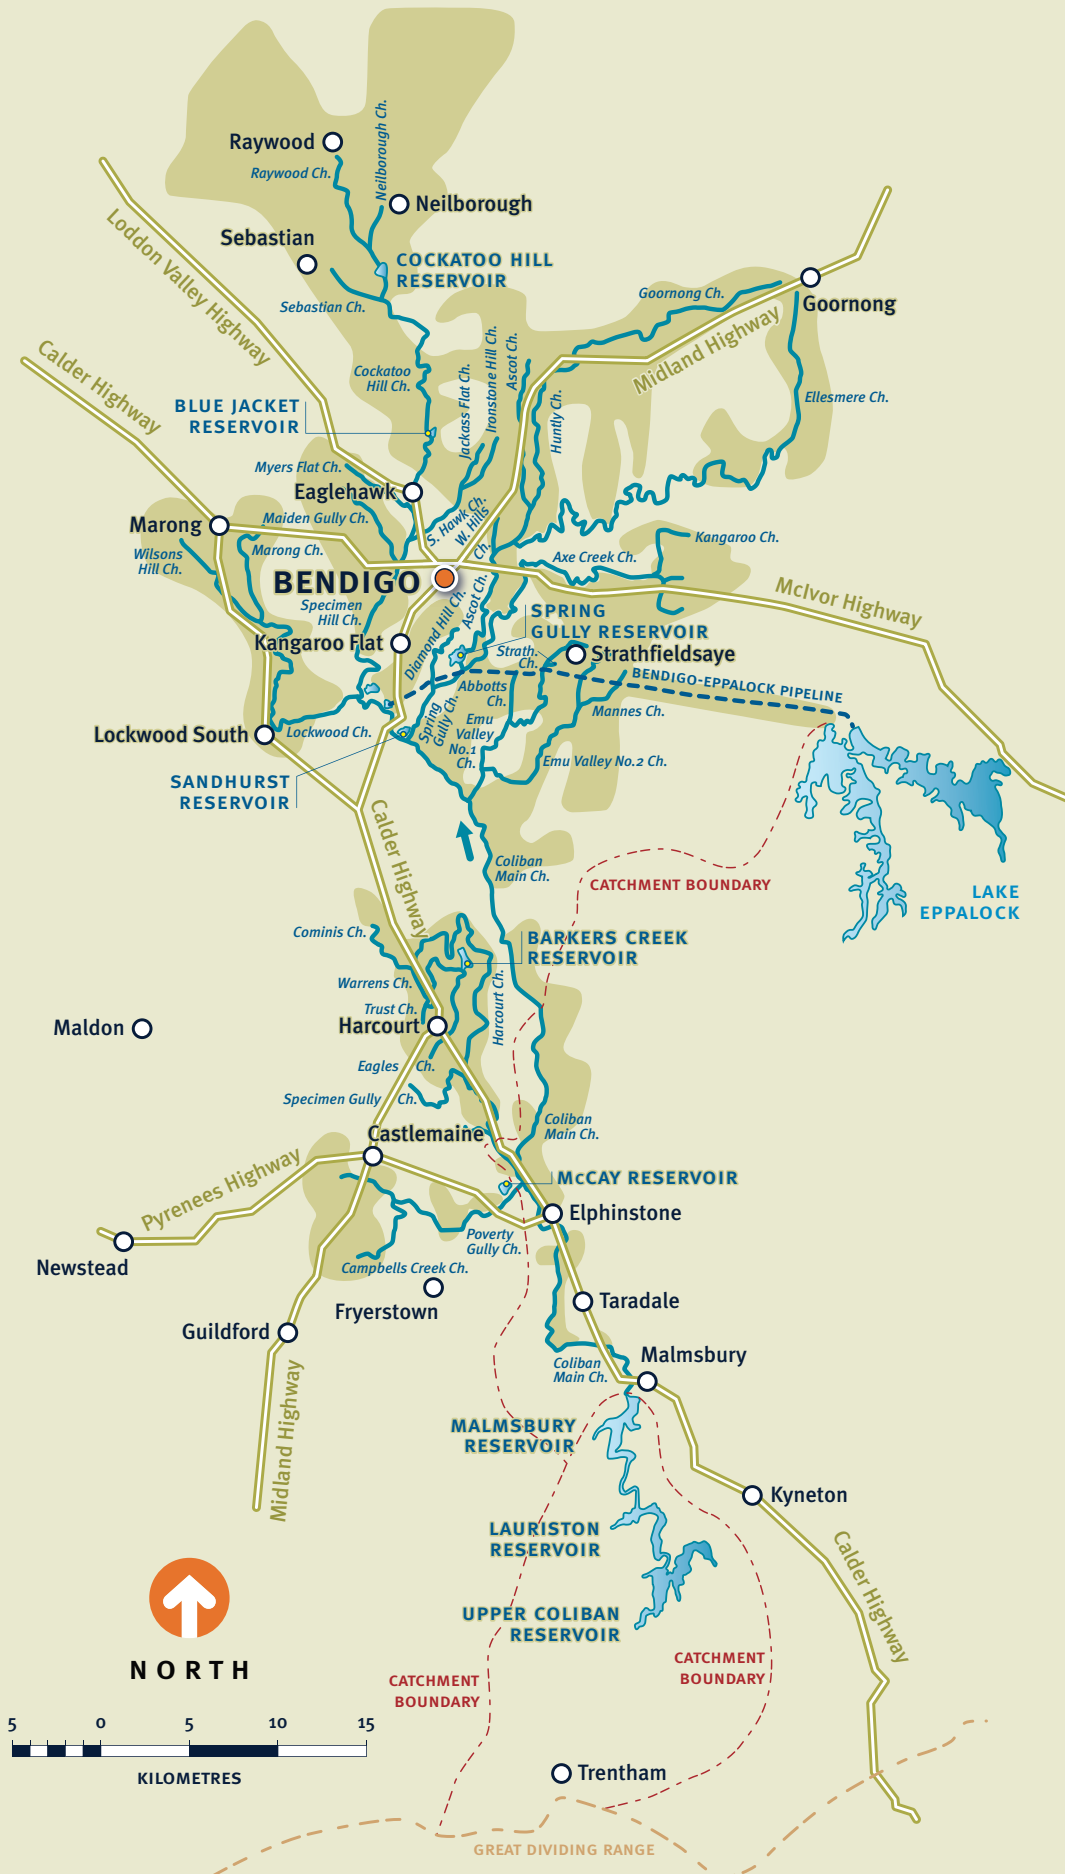 Raywood
Raywood Ch.
Neilborough Ch.
Neilborough
Sebastian
COCKATOO HILL
RESERVOIR
Sebastian Ch.
Loddon Valley Highway
Goornong Ch.
Goornong
Midland Highway
Calder Highway
Cockatoo
Hill Ch.
Jackass Flat Ch.
Ironstone Hill Ch.
Ascot Ch.
Huntly Ch.
Ellesmere Ch.
BLUE JACKET
RESERVOIR
Myers Flat Ch.
Eaglehawk
Marong
Maiden Gully Ch.
S. Hawk Ch.
W. Hills
Ch.
Wilsons
Hill Ch.
Marong Ch.
Axe Creek Ch.
Kangaroo Ch.
BENDIGO
McIvor Highway
Specimen
Hill Ch.
Ascot Ch.
Diamond Hill Ch.
SPRING
GULLY RESERVOIR
Kangaroo Flat
Strath.
Ch.
Strathfieldsaye
BENDIGO-EPPALOCK PIPELINE
Abbotts
Ch.
Mannes Ch.
Spring
Gully Ch.
Emu
Valley
No.1
Ch.
Emu Valley No.2 Ch.
Lockwood South
Lockwood Ch.
SANDHURST
RESERVOIR
Calder Highway
Coliban
Main Ch.
CATCHMENT BOUNDARY
LAKE
EPPALOCK
Cominis Ch.
BARKERS CREEK
RESERVOIR
Warrens Ch.
Trust Ch.
Harcourt Ch.
Maldon
Harcourt
Eagles Ch.
Specimen Gully Ch.
Castlemaine
Coliban
Main Ch.
Pyrenees Highway
McCAY RESERVOIR
Elphinstone
Newstead
Poverty
Gully Ch.
Campbells Creek Ch.
Fryerstown
Taradale
Guildford
Malmsbury
Coliban
Main Ch.
Midland Highway
MALMSBURY
RESERVOIR
Kyneton
LAURISTON
RESERVOIR
Calder Highway
UPPER COLIBAN
RESERVOIR
NORTH
CATCHMENT
BOUNDARY
CATCHMENT
BOUNDARY
5 0 5 10 15
KILOMETRES
Trentham
GREAT DIVIDING RANGE